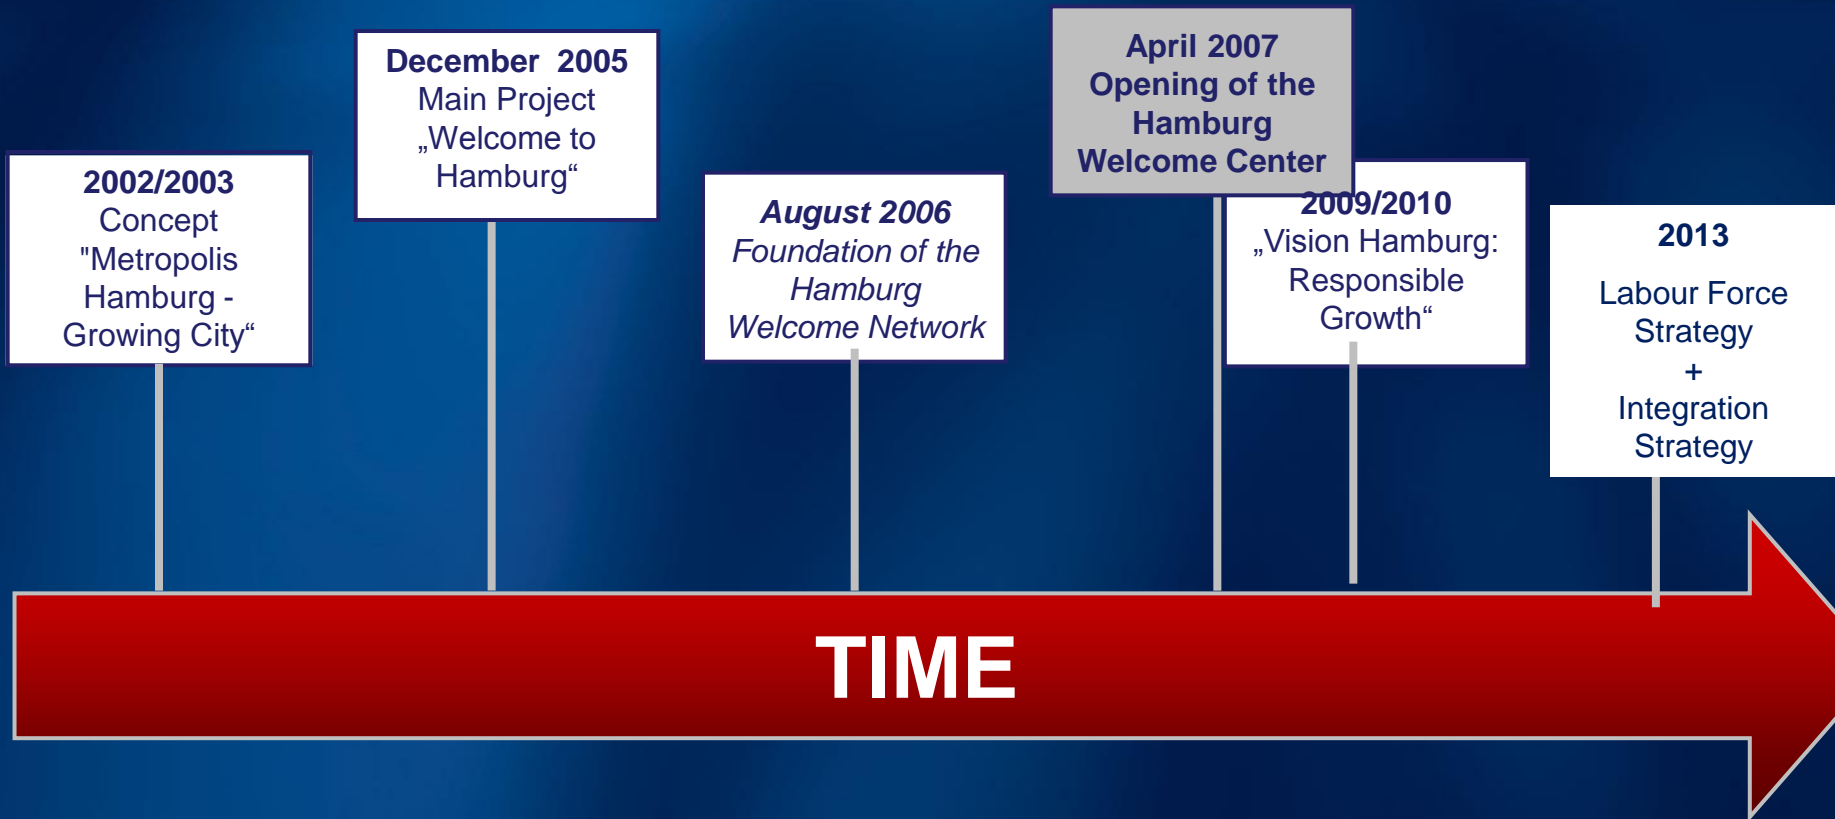 2002/2003
Concept
"Metropolis
Hamburg -
Growing City“
December  2005
Main Project
„Welcome to
Hamburg“
August 2006
Foundation of the
Hamburg
Welcome Network
April 2007
Opening of the
Hamburg
Welcome Center
2009/2010
„Vision Hamburg:
Responsible
Growth“
2013
Labour Force
Strategy
+
Integration
Strategy
TIME